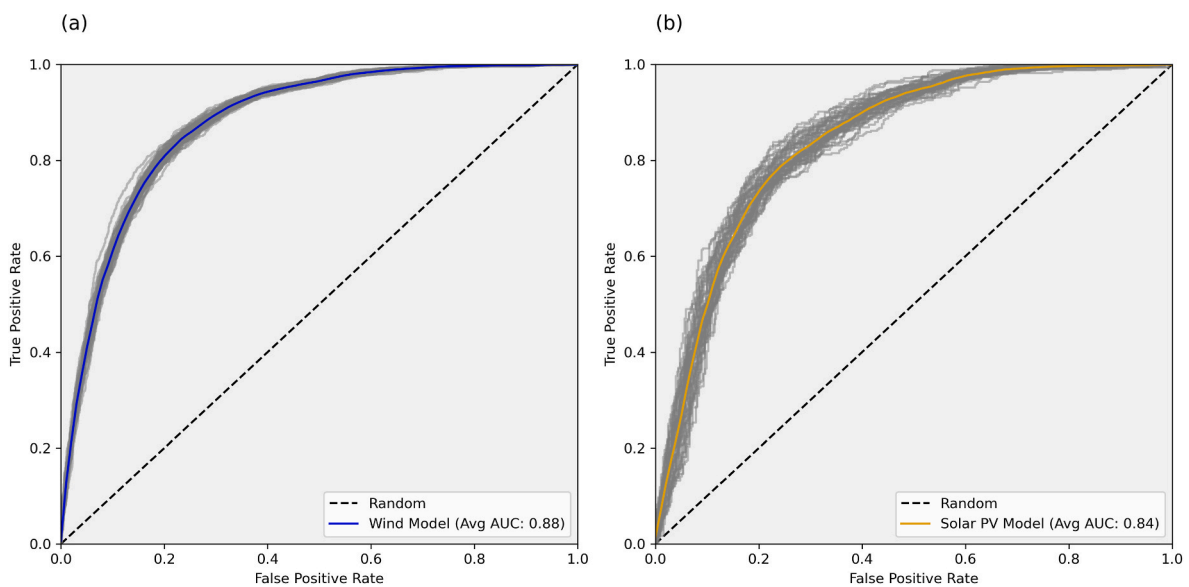 (a)
1.0
0.8
0.6
0.4
0.2
0.0
True Positive Rate
0.0 0.2 0.4 0.6 0.8 1.0
False Positive Rate
Random
Wind Model (Avg AUC: 0.88)
(b)
1.0
0.8
0.6
0.4
0.2
0.0
True Positive Rate
0.0 0.2 0.4 0.6 0.8 1.0
False Positive Rate
Random
Solar PV Model (Avg AUC: 0.84)